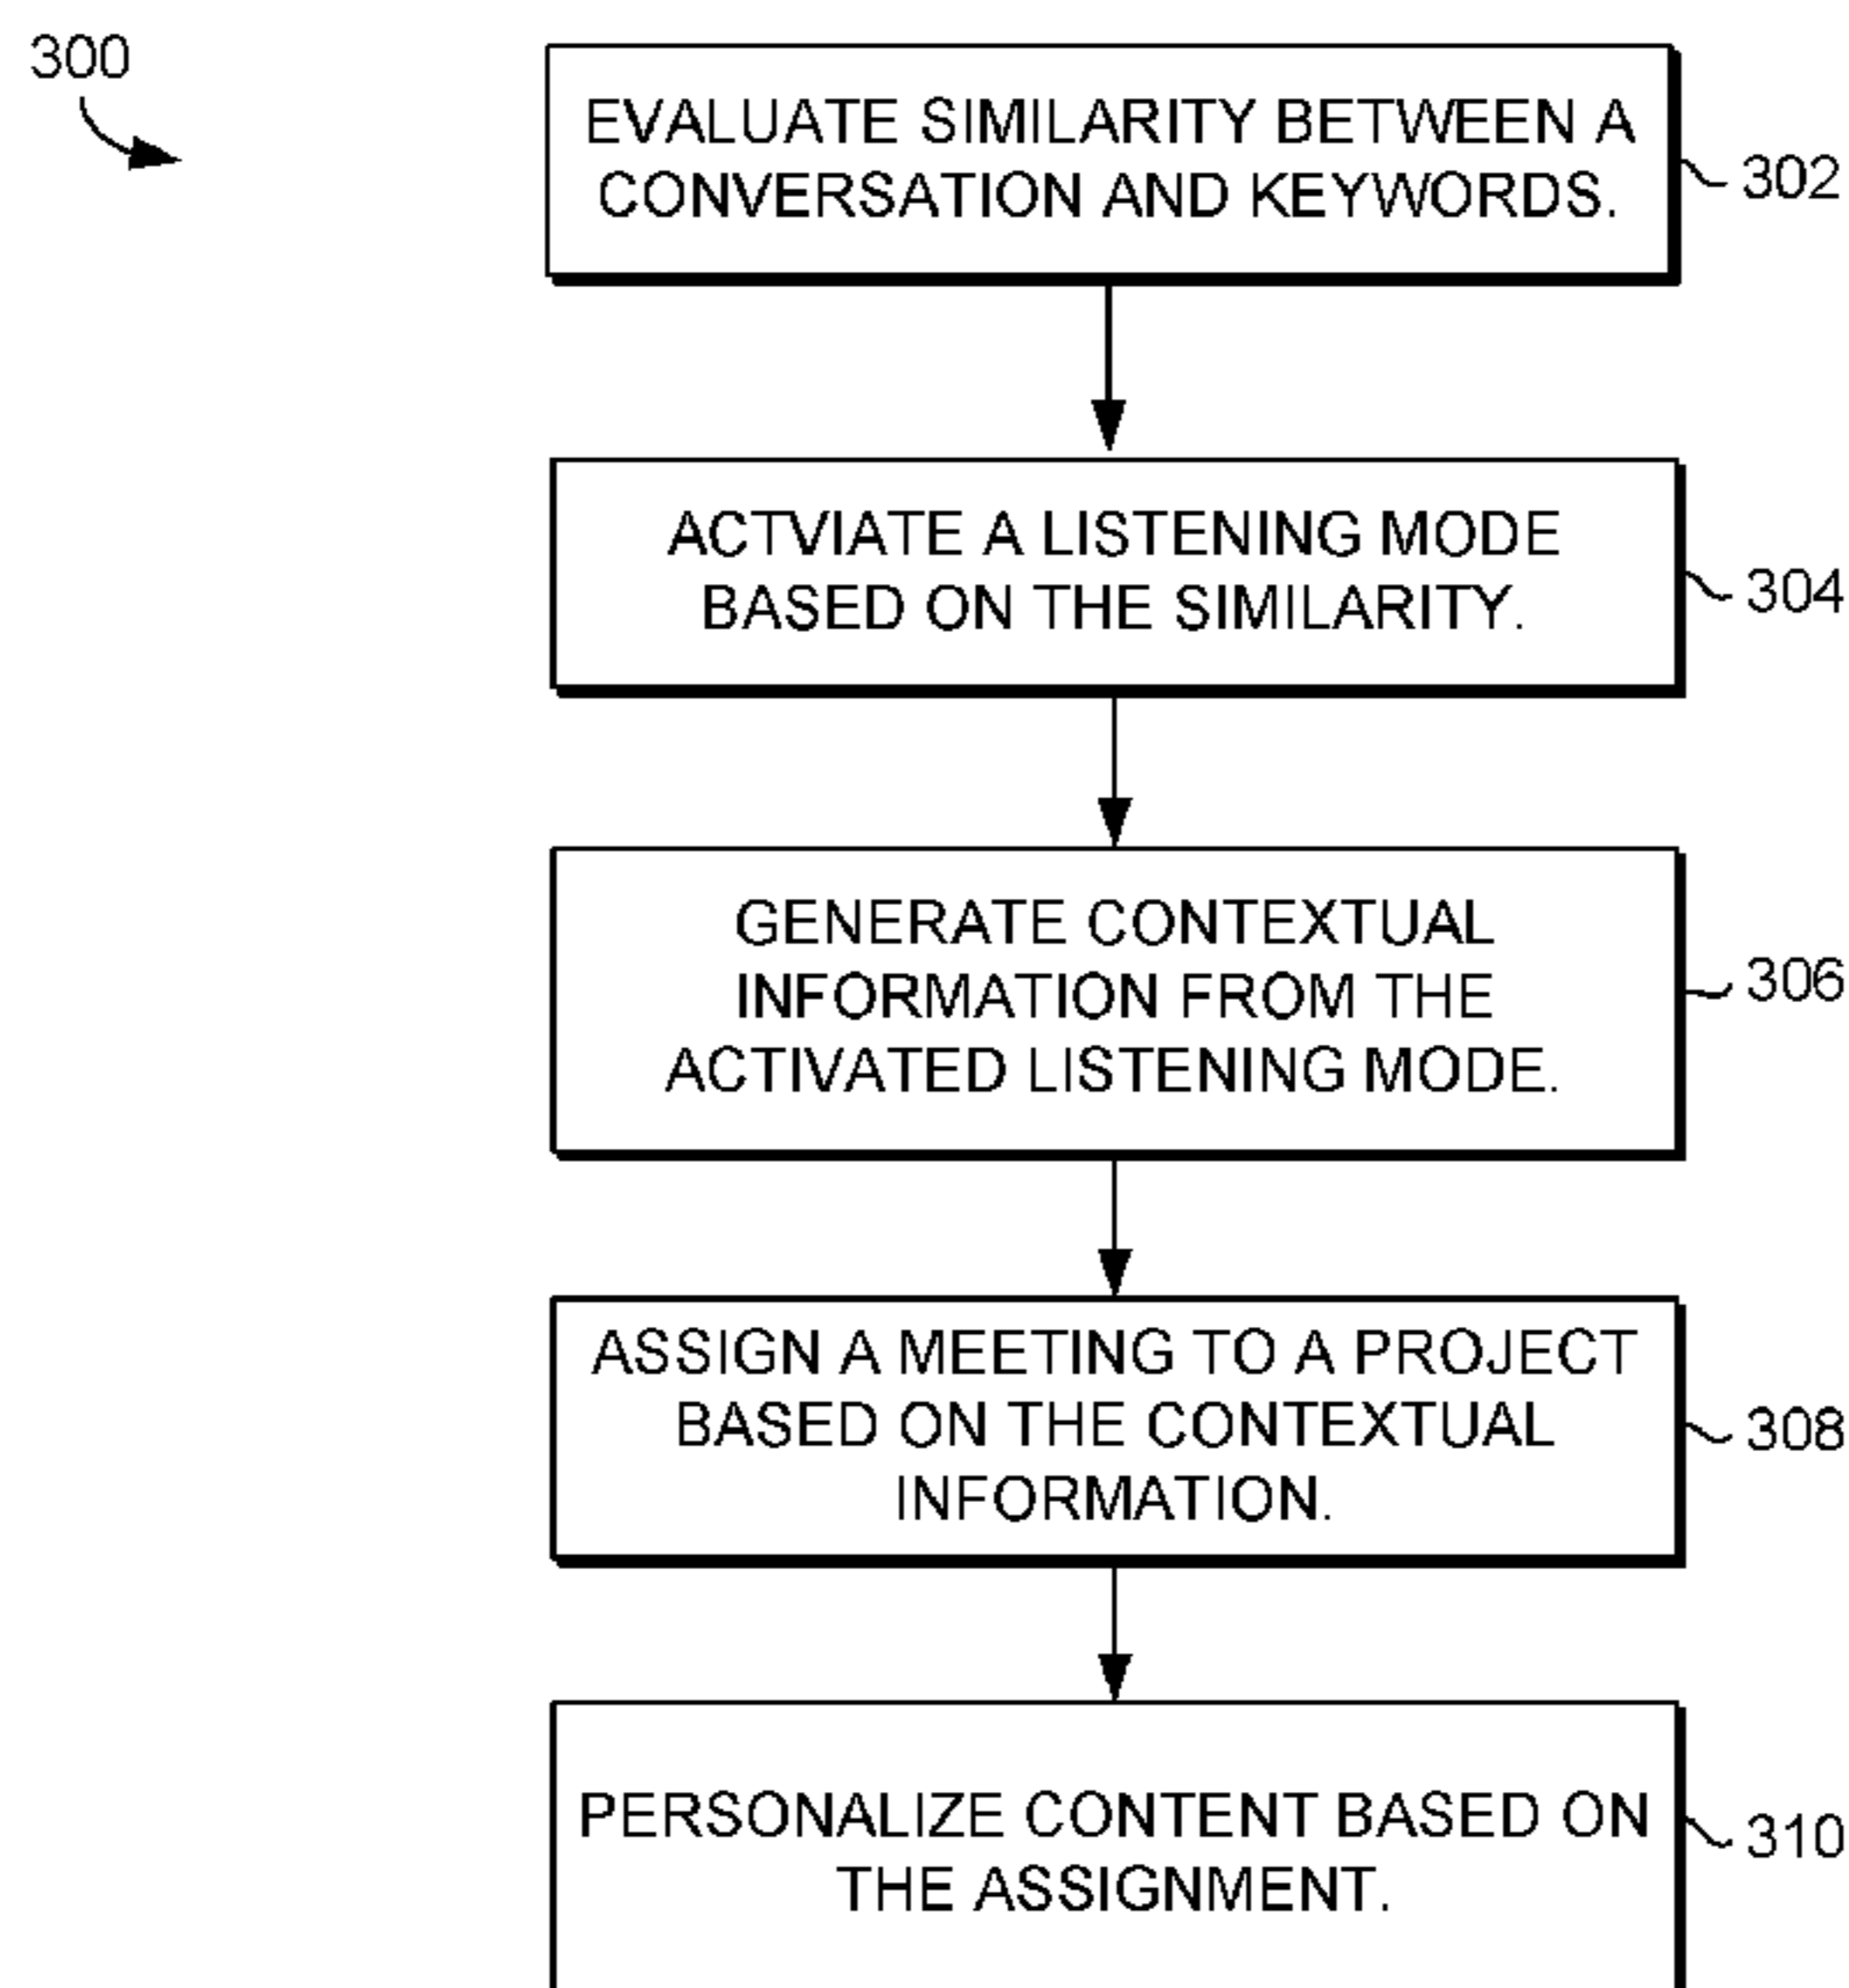 300
EVALUATE SIMILARITY BETWEEN A
CONVERSATION AND KEYWORDS.
302
ACTVIATE A LISTENING MODE
BASED ON THE SIMILARITY.
304
GENERATE CONTEXTUAL
INFORMATION FROM THE
ACTIVATED LISTENING MODE.
306
ASSIGN A MEETING TO A PROJECT
BASED ON THE CONTEXTUAL
INFORMATION.
308
PERSONALIZE CONTENT BASED ON
THE ASSIGNMENT.
310